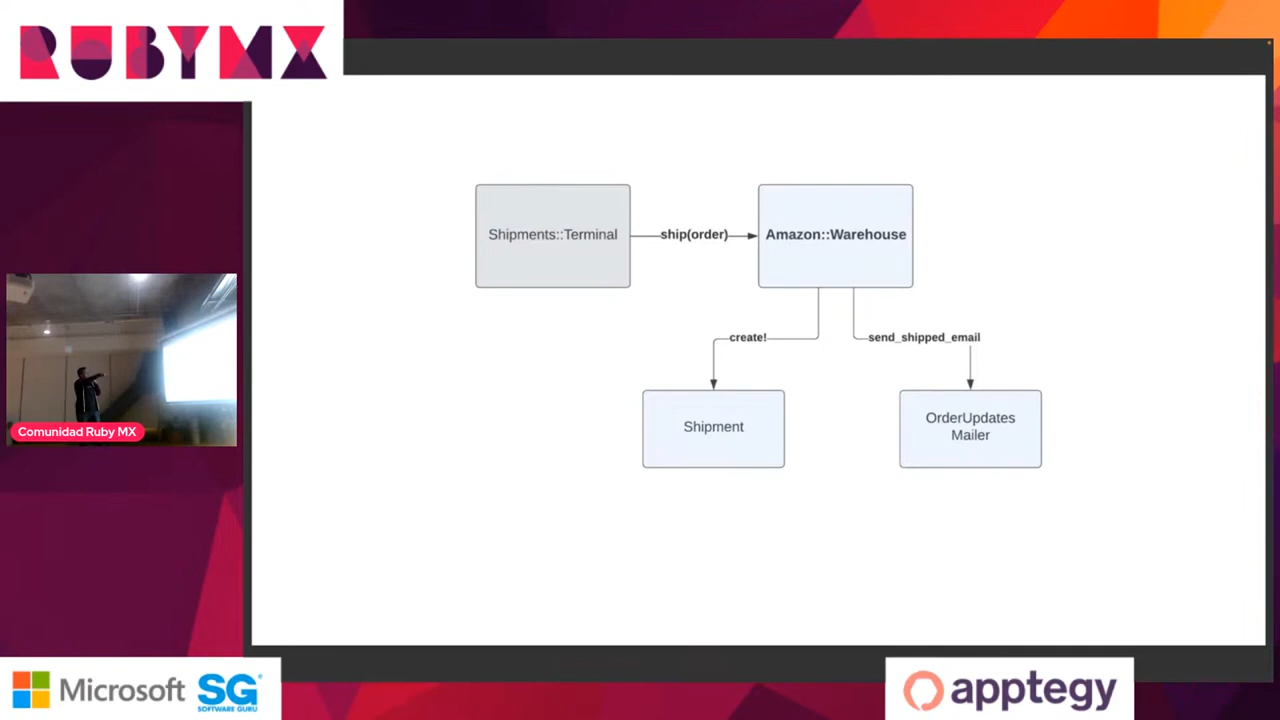 RUBYMX
Shipments::Terminal
ship(order)
Amazon::Warehouse
create!
send_shipped_email
Shipment
OrderUpdates
Mailer
Comunidad Ruby MX
Microsoft
SG
SOFTWARE GURU
apptegy